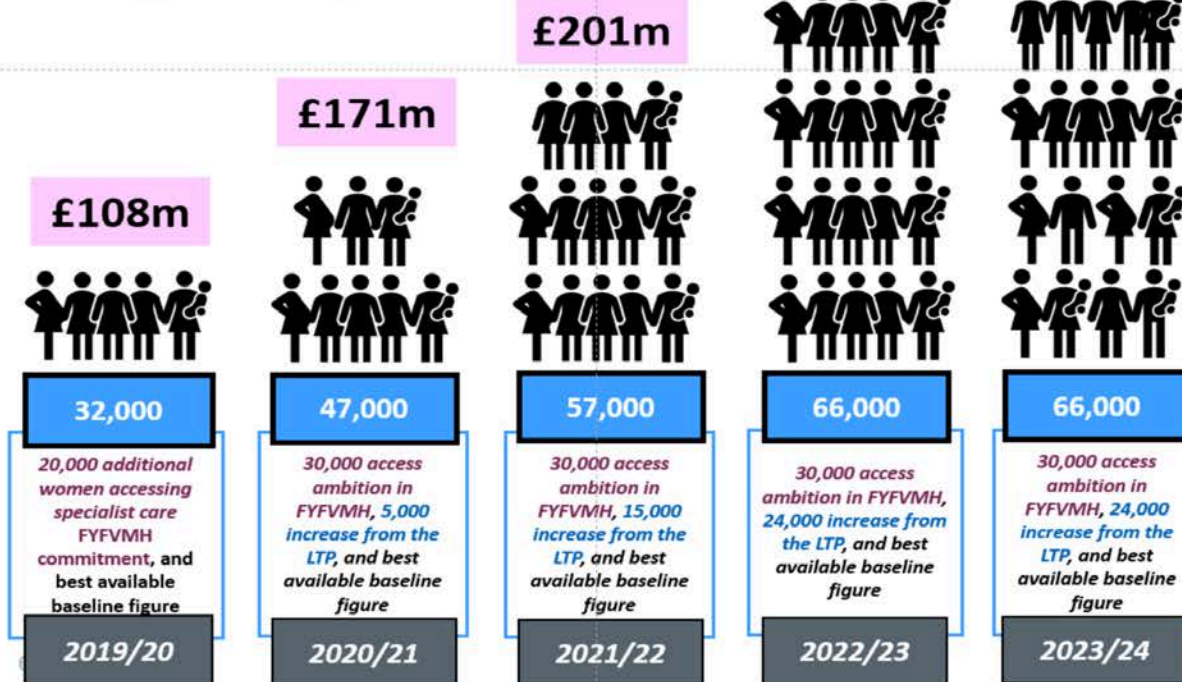 £201m
£171m
£108m
32,000
20,000 additional
women accessing
specialist care
FYFVMH
commitment, and
best available
baseline figure
2019/20
47,000
30,000 access
ambition in
FYFVMH, 5,000
increase from the
LTP, and best
available baseline
figure
2020/21
57,000
30,000 access
ambition in
FYFVMH, 15,000
increase from the
LTP, and best
available baseline
figure
2021/22
66,000
30,000 access
ambition in FYFVMH,
24,000 increase from
the LTP, and best
available baseline
figure
2022/23
66,000
30,000 access
ambition in
FYFVMH, 24,000
increase from the
LTP, and best
available baseline
figure
2023/24